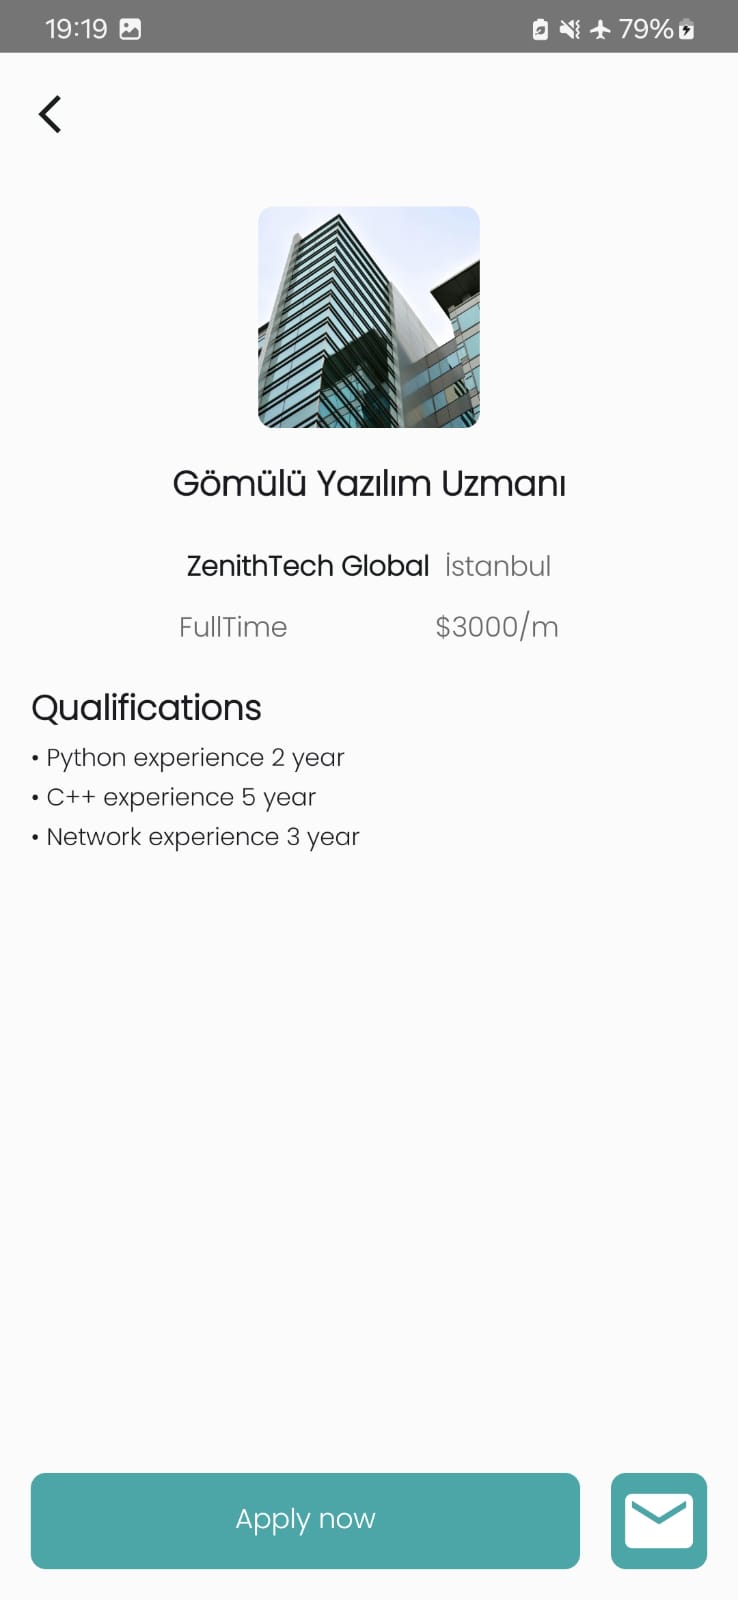 19:19 79%
Gömülü Yazılım Uzmanı
ZenithTech Global İstanbul
FullTime $3000/m
Qualifications
• Python experience 2 year
• C++ experience 5 year
• Network experience 3 year
Apply now